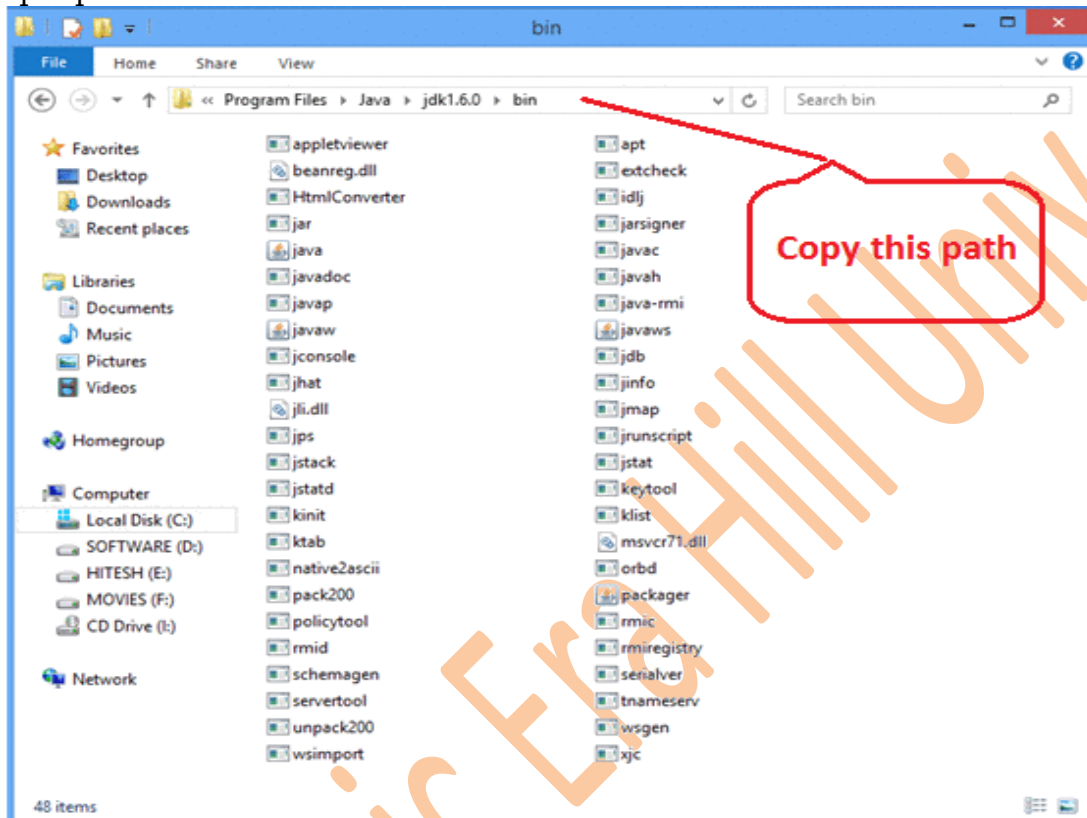 bin
File Home Share View
« Program Files Java jdk1.6.0 bin Search bin
Favorites
Desktop
Downloads
Recent places
Libraries
Documents
Music
Pictures
Videos
Homegroup
Computer
Local Disk (C:)
SOFTWARE (D:)
HITESH (E:)
MOVIES (F:)
CD Drive (I:)
Network
appletviewer
beanreg.dll
HtmlConverter
jar
java
javadoc
javap
javaw
jconsole
jhat
jli.dll
jps
jstack
jstatd
kinit
ktab
native2ascii
pack200
policytool
rmid
schemagen
servertool
unpack200
wsimport
apt
extcheck
idlj
jarsigner
javac
javah
java-rmi
javaws
jdb
jinfo
jmap
jrunscript
jstat
keytool
klist
msvcr71.dll
orbd
packager
rmic
rmiregistry
serialver
tnameserv
wsgen
xjc
Copy this path
48 items
ic Era Hill Univ